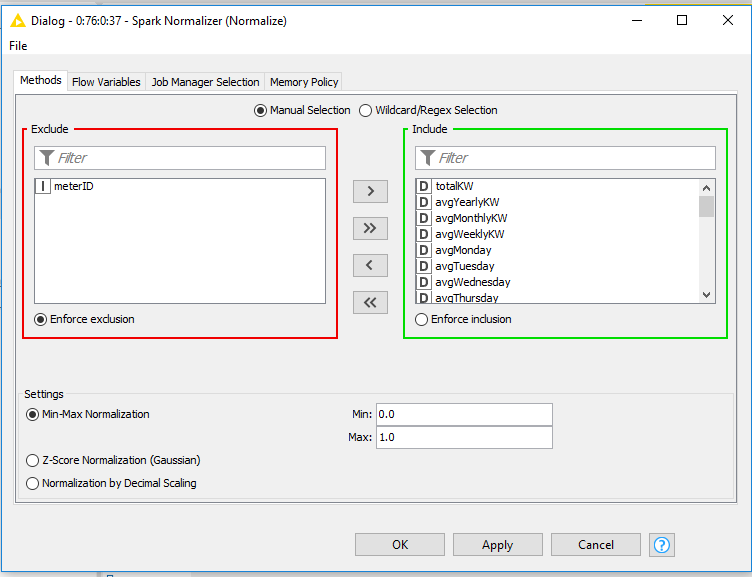 Dialog - 0:76:0:37 - Spark Normalizer (Normalize)
File
Methods Flow Variables Job Manager Selection Memory Policy
Manual Selection Wildcard/Regex Selection
Exclude Include
Filter Filter
I meterID
D totalKW
D avgYearlyKW
D avgMonthlyKW
D avgWeeklyKW
D avgMonday
D avgTuesday
D avgWednesday
D avgThursday
> 
>>
<
<<
Enforce exclusion Enforce inclusion
Settings
Min-Max Normalization Min: 0.0
Max: 1.0
Z-Score Normalization (Gaussian)
Normalization by Decimal Scaling
OK Apply Cancel ?